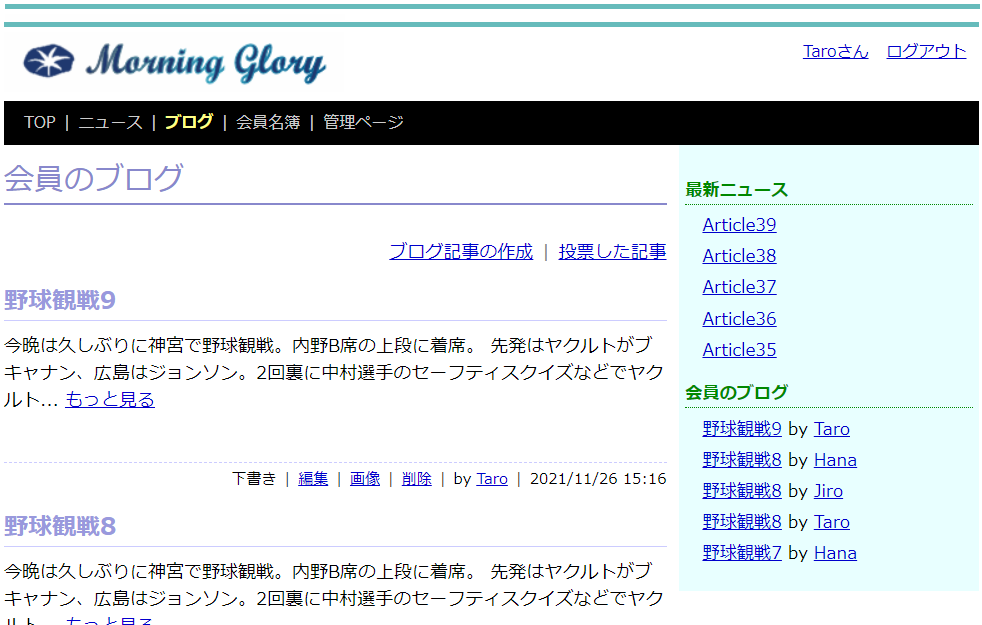 Morning Glory
Taroさん ログアウト
TOP | ニュース | ブログ | 会員名簿 | 管理ページ
会員のブログ
ブログ記事の作成 | 投票した記事
野球観戦9
今晩は久しぶりに神宮で野球観戦。内野B席の上段に着席。 先発はヤクルトがブ
キャナン、広島はジョンソン。2回裏に中村選手のセーフティスクイズなどでヤク
ルト... もっと見る
下書き | 編集 | 画像 | 削除 | by Taro | 2021/11/26 15:16
野球観戦8
今晩は久しぶりに神宮で野球観戦。内野B席の上段に着席。 先発はヤクルトがブ
キャナン、広島はジョンソン。2回裏に中村選手のセーフティスクイズなどでヤク
ルト... もっと見る
最新ニュース
Article39
Article38
Article37
Article36
Article35
会員のブログ
野球観戦9 by Taro
野球観戦8 by Hana
野球観戦8 by Jiro
野球観戦8 by Taro
野球観戦7 by Hana